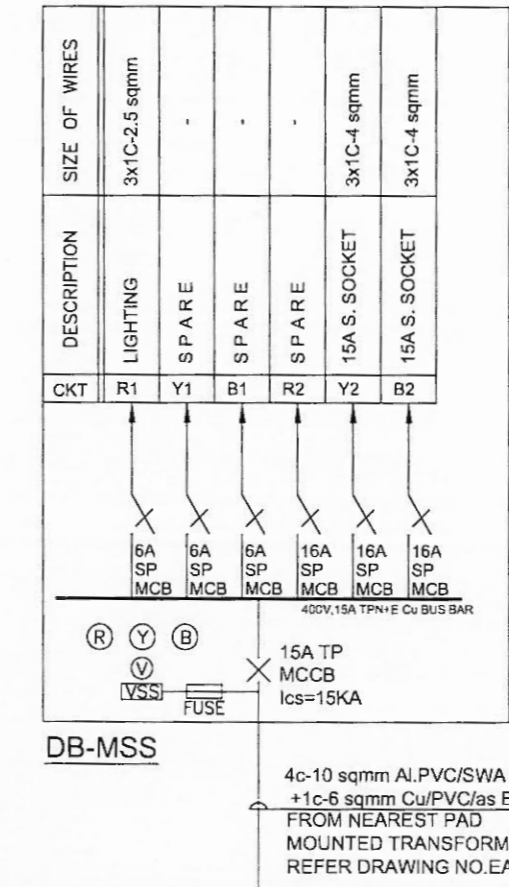 SIZE OF WIRES
3x1C-2.5 sqmm
-
-
-
3x1C-4 sqmm
3x1C-4 sqmm
DESCRIPTION
LIGHTING
SPARE
SPARE
SPARE
15A S. SOCKET
15A S. SOCKET
CKT R1 Y1 B1 R2 Y2 B2
6A SP MCB
6A SP MCB
6A SP MCB
16A SP MCB
16A SP MCB
16A SP MCB
400V,15A TPN+E Cu BUS BAR
R Y B
V
VSS
FUSE
15A TP
MCCB
Ics=15KA
DB-MSS
4c-10 sqmm Al.PVC/SWA
+1c-6 sqmm Cu/PVC/as E
FROM NEAREST PAD
MOUNTED TRANSFORM
REFER DRAWING NO.EA